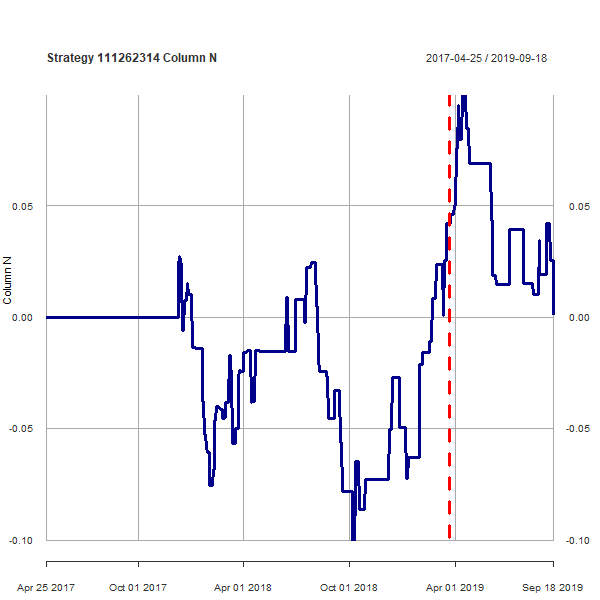 Strategy 111262314 Column N
2017-04-25 / 2019-09-18
Column N
0.05
0.05
0.00
0.00
-0.05
-0.05
-0.10
-0.10
Apr 25 2017
Oct 01 2017
Apr 01 2018
Oct 01 2018
Apr 01 2019
Sep 18 2019